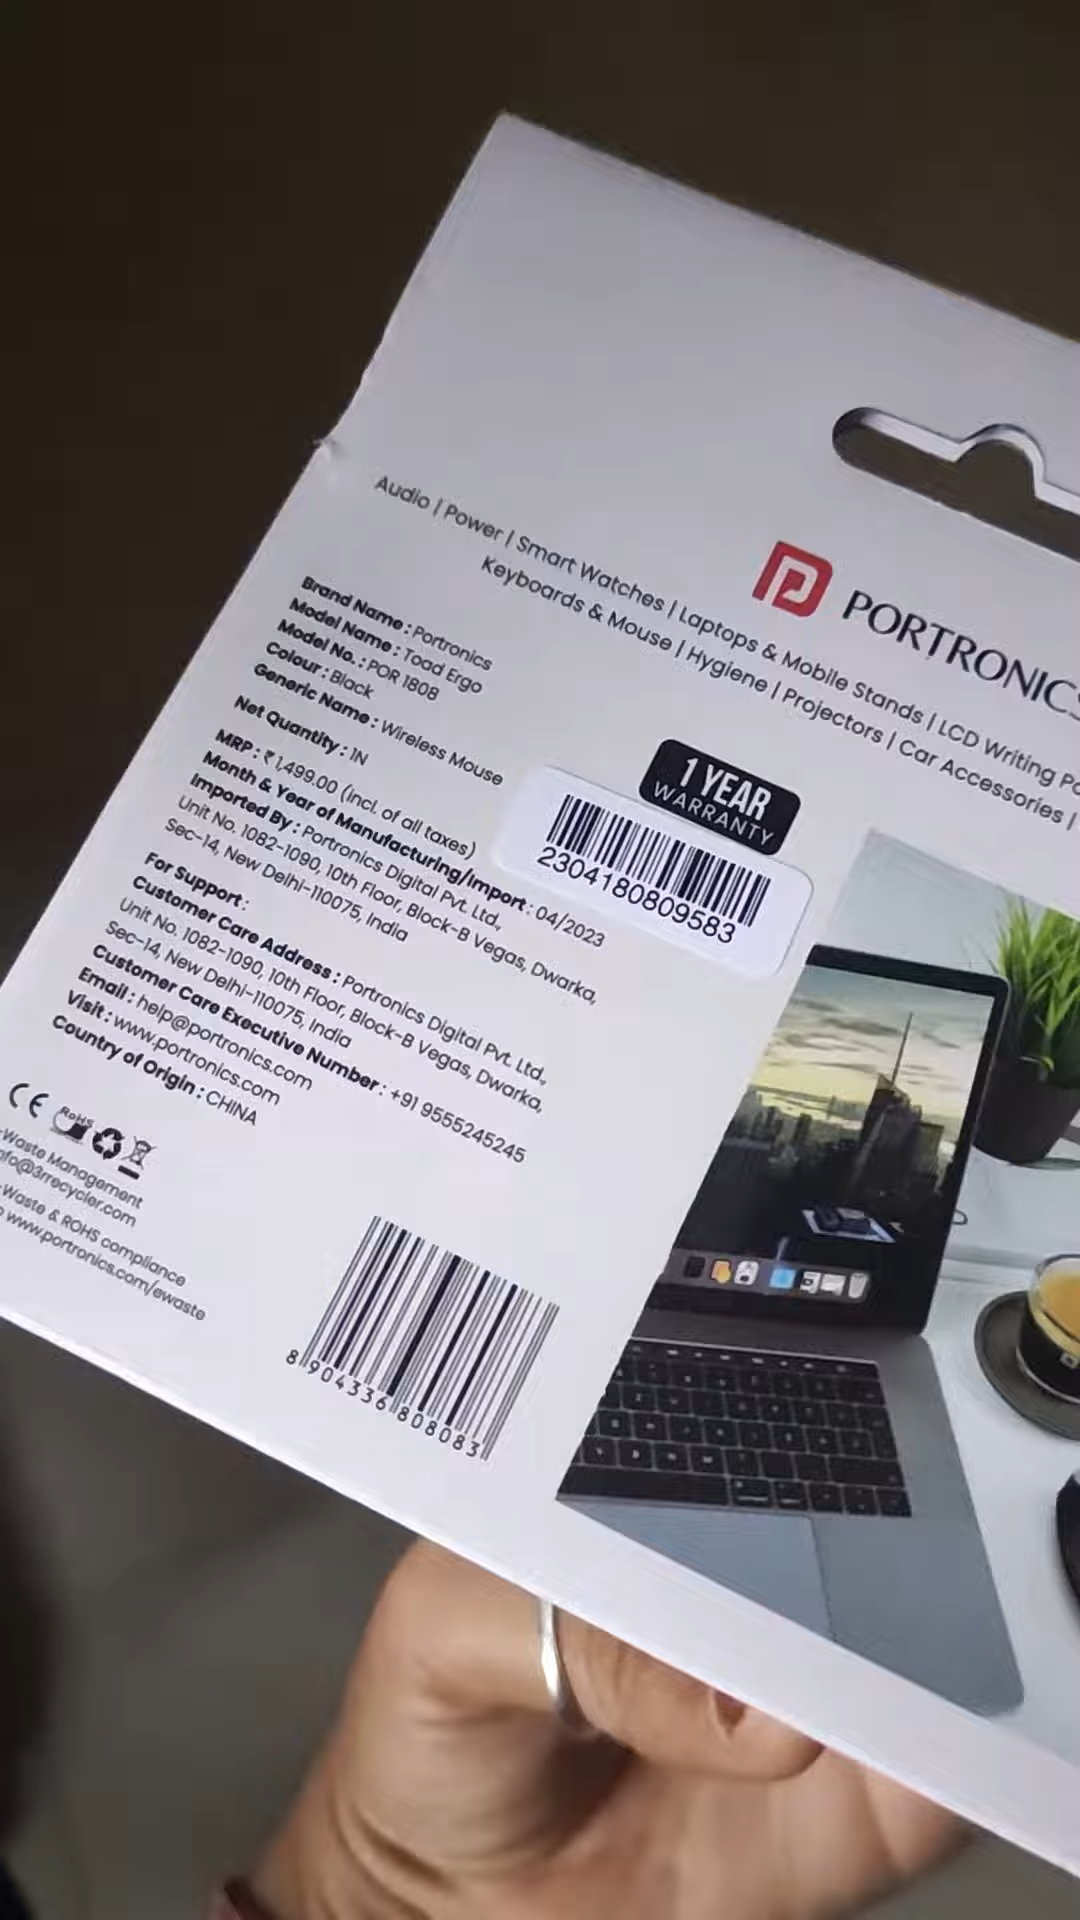 PORTRONICS
Audio | Power | Smart Watches | Laptops & Mobile Stands | LCD Writing
Keyboards & Mouse | Hygiene | Projectors | Car Accessories |
Brand Name : Portronics
Model Name : Toad Ergo
Model No. : POR 1808
Colour : Black
Generic Name : Wireless Mouse
Net Quantity : 1N
MRP : ₹ 1,499.00 (Incl. of all taxes)
Month & Year of Manufacturing/Import : 04/2023
Imported By : Portronics Digital Pvt. Ltd.,
Unit No. 1082-1090, 10th Floor, Block-B Vegas, Dwarka,
Sec-14, New Delhi-110075, India
For Support :
Customer Care Address : Portronics Digital Pvt. Ltd.,
Unit No. 1082-1090, 10th Floor, Block-B Vegas, Dwarka,
Sec-14, New Delhi-110075, India
Customer Care Executive Number : +91 9555245245
Email : help@portronics.com
Visit : www.portronics.com
Country of Origin : CHINA
1 YEAR
WARRANTY
2304180809583
CE RoHS
-Waste Management
nfo@3rrecycler.com
-Waste & ROHS compliance
www.portronics.com/ewaste
8 904336 808083